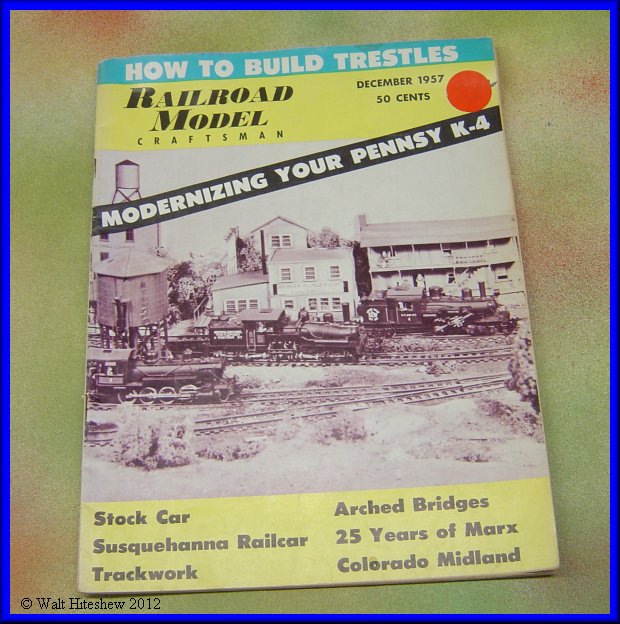 HOW TO BUILD TRESTLES
RAILROAD
MODEL
CRAFTSMAN
DECEMBER 1957
50 CENTS
MODERNIZING YOUR PENNSY K-4
Stock Car
Susquehanna Railcar
Trackwork
Arched Bridges
25 Years of Marx
Colorado Midland
© Walt Hiteshew 2012